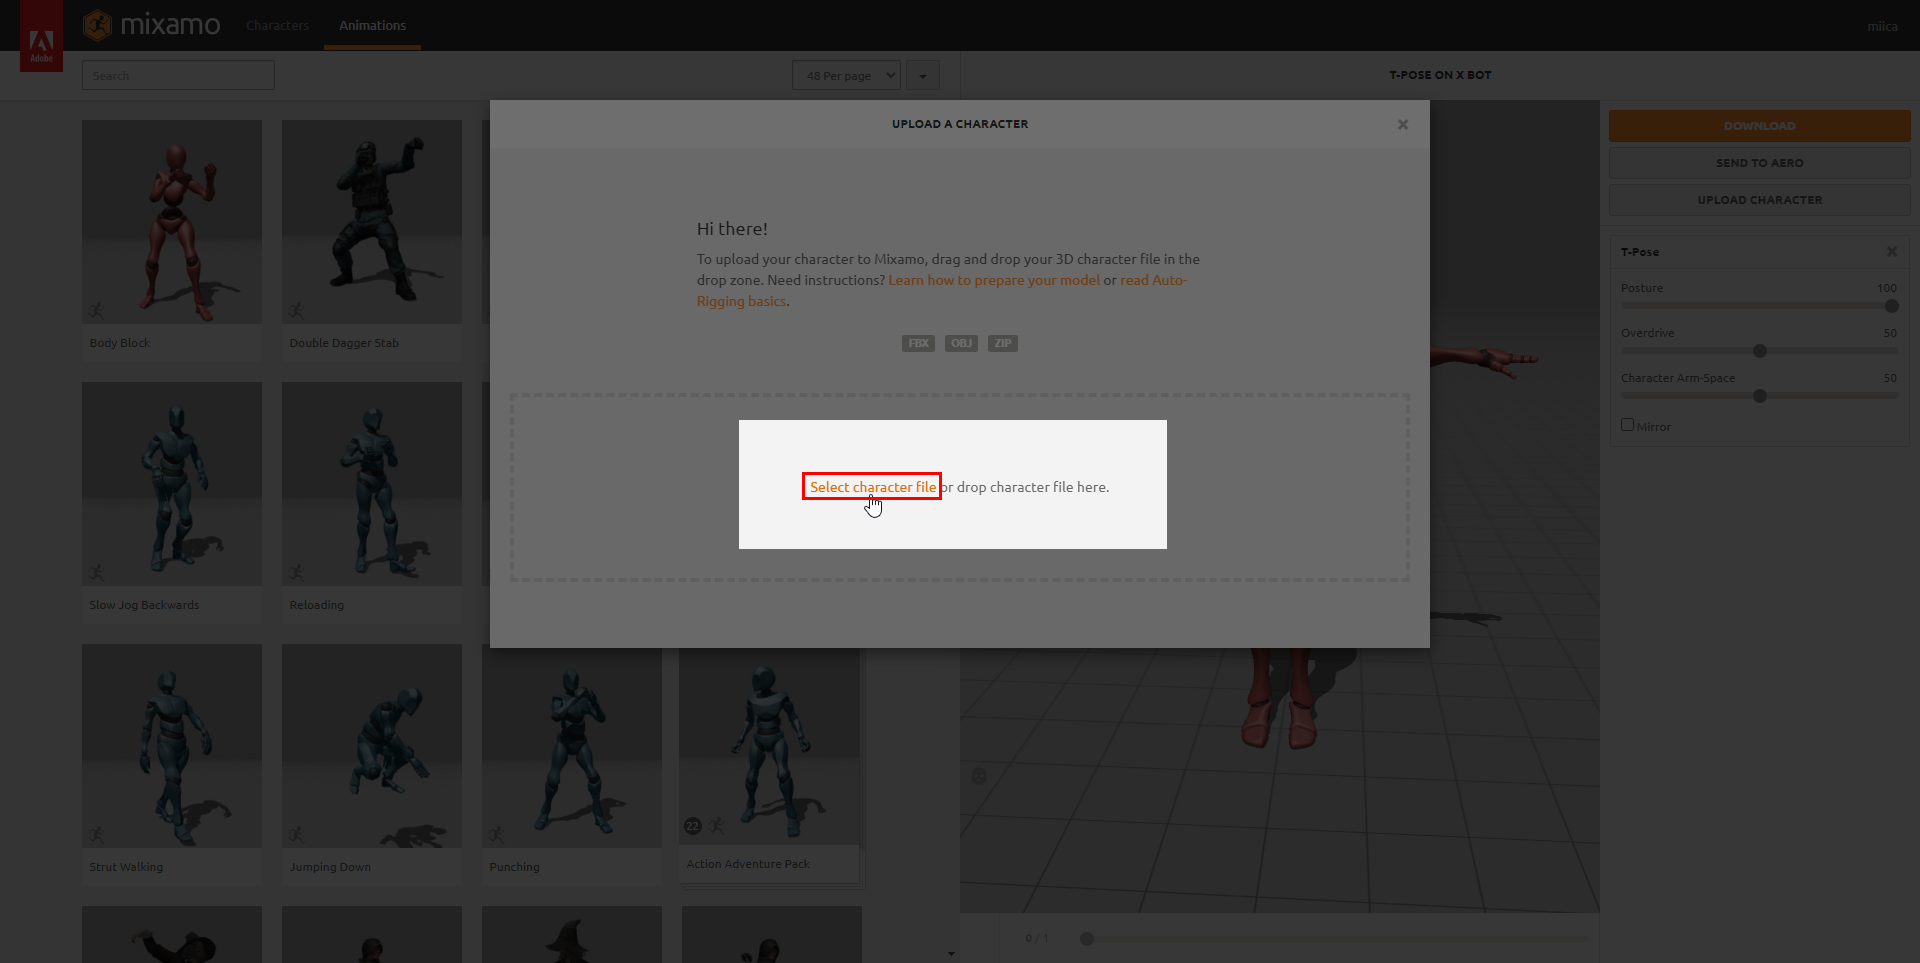 Adobe
mixamo
Characters
Animations
miica
Search
48 Per page
T-POSE ON X BOT
UPLOAD A CHARACTER
Hi there!
To upload your character to Mixamo, drag and drop your 3D character file in the
drop zone. Need instructions? Learn how to prepare your model or read Auto-
Rigging basics.
FBX OBJ ZIP
Select character file or drop character file here.
Body Block
Double Dagger Stab
Slow Jog Backwards
Reloading
Strut Walking
Jumping Down
Punching
22
Action Adventure Pack
DOWNLOAD
SEND TO AERO
UPLOAD CHARACTER
T-Pose
Posture 100
Overdrive 50
Character Arm-Space 50
Mirror
0 / 1